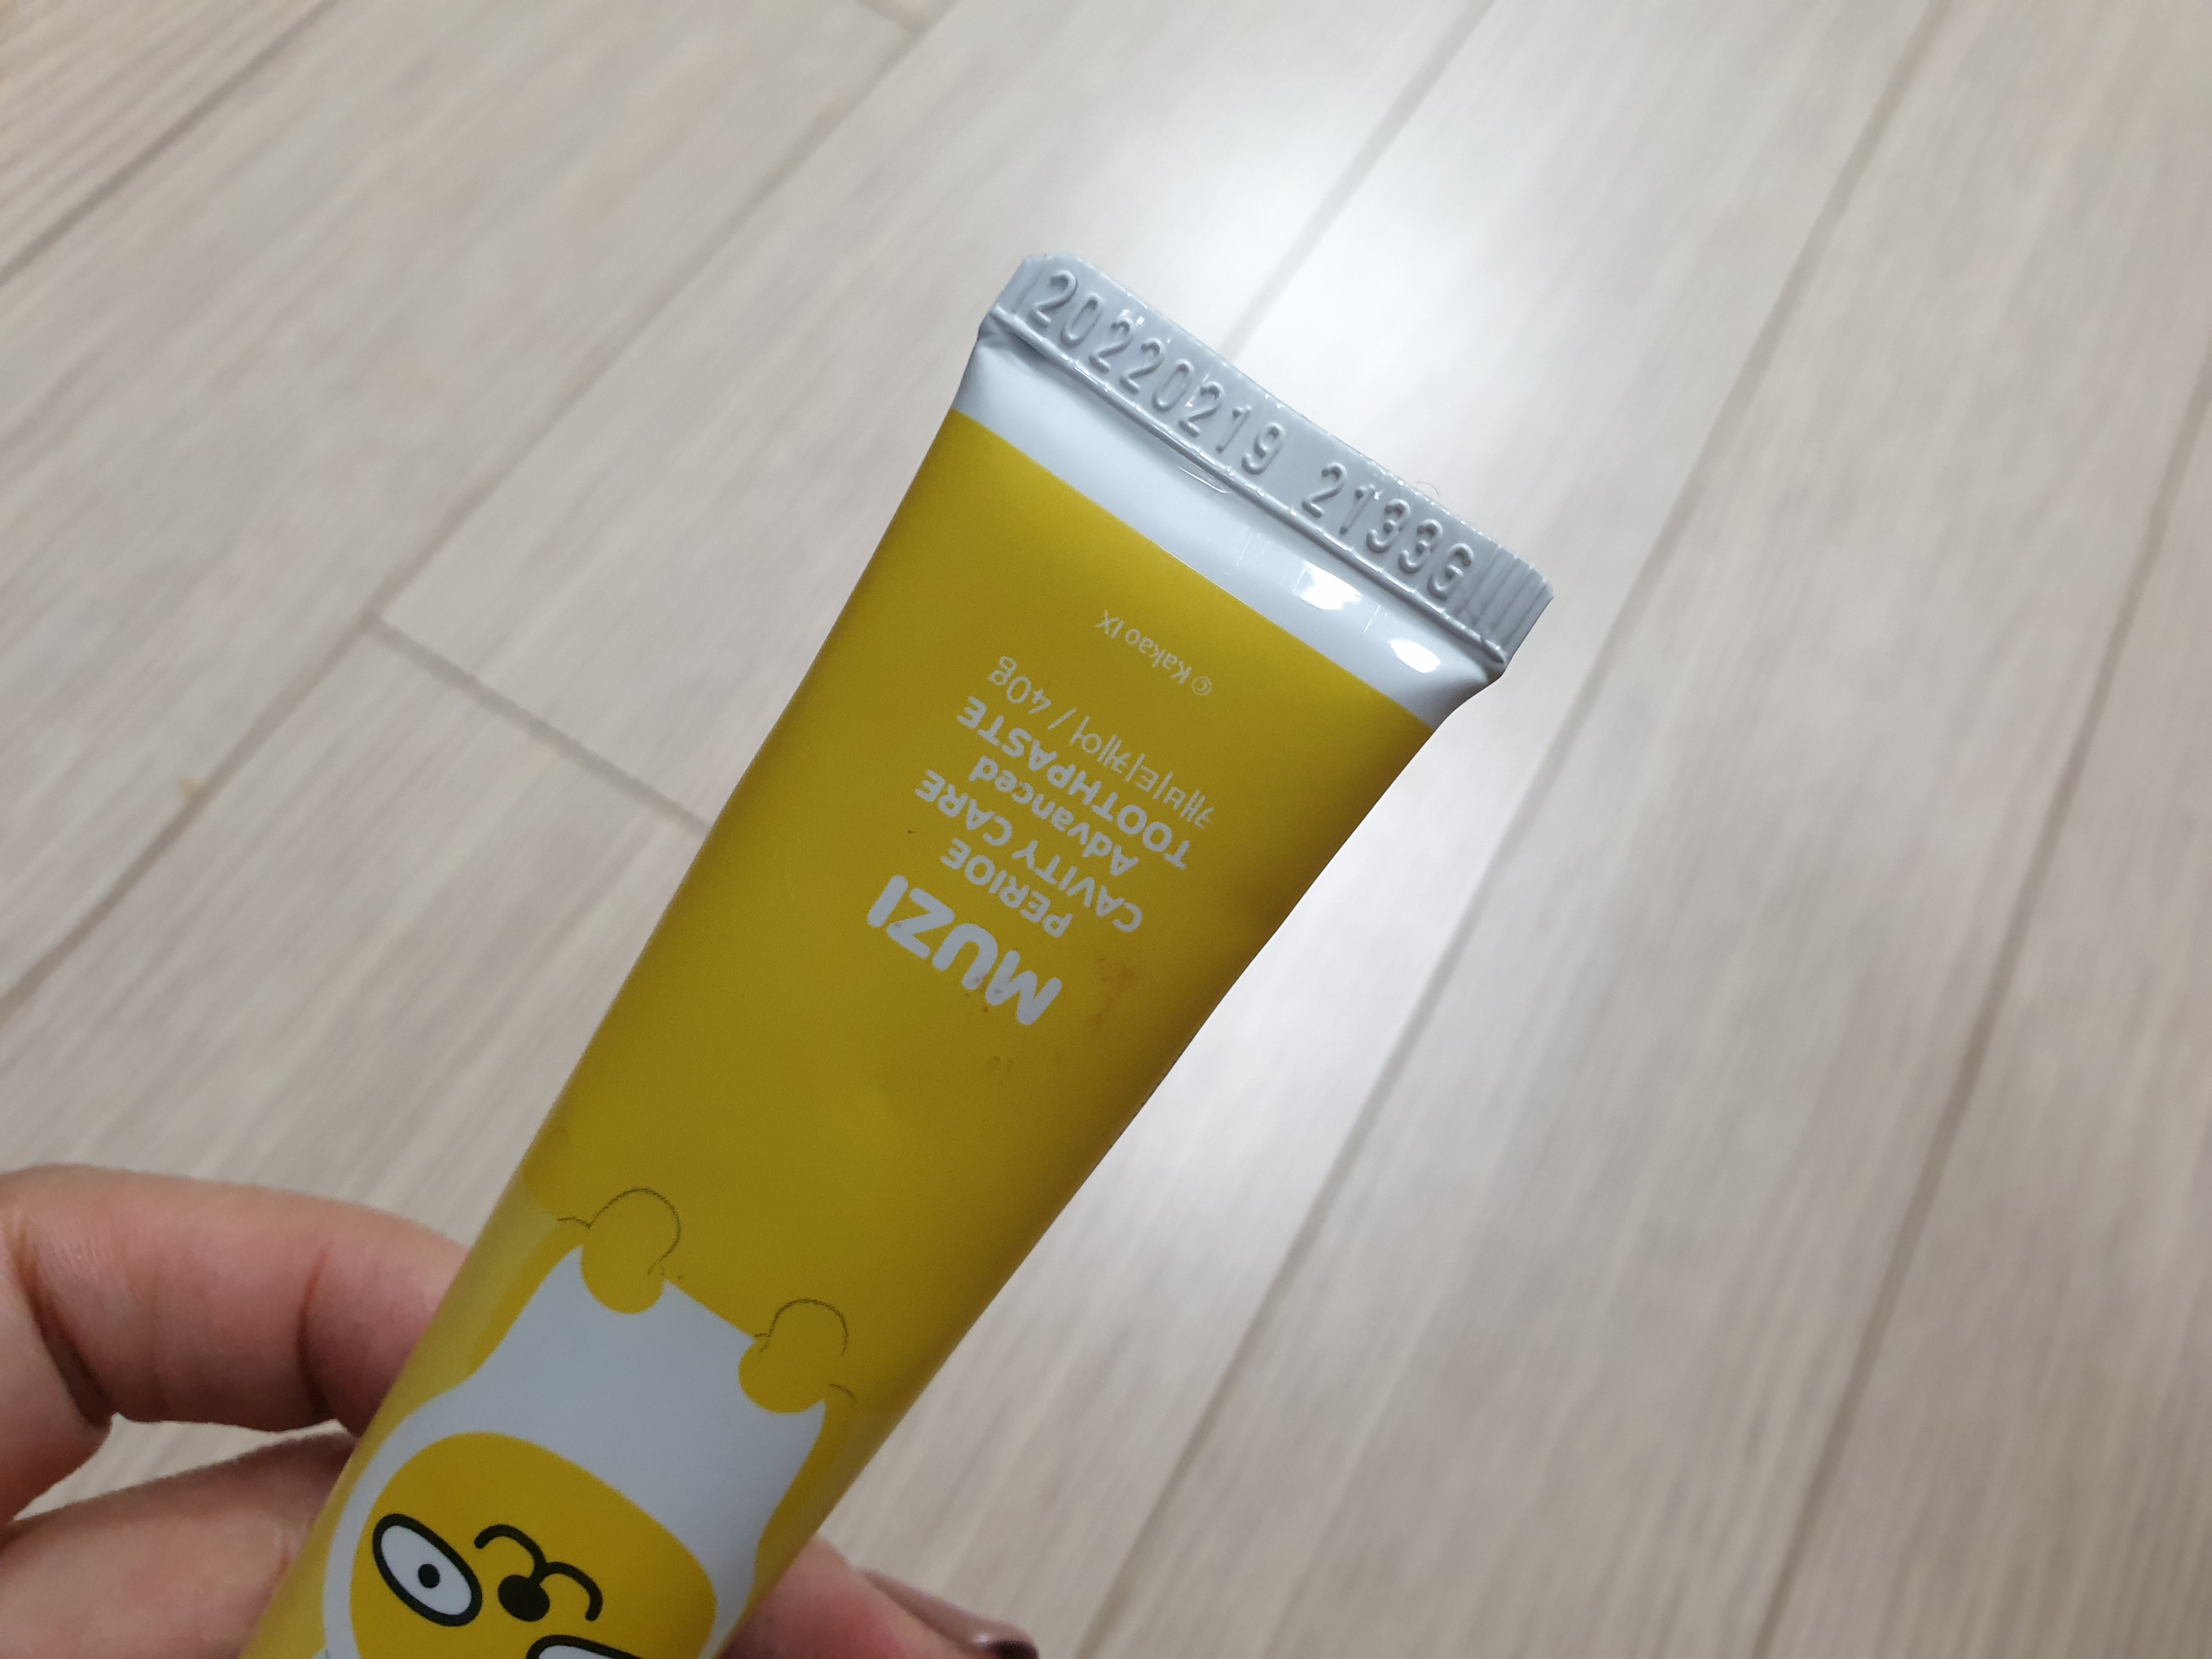 20220219 2133G
MUZI
PERIOE
CAVITY CARE
Advanced
TOOTHPASTE
캐비티케어 / 40g
© Kakao IX